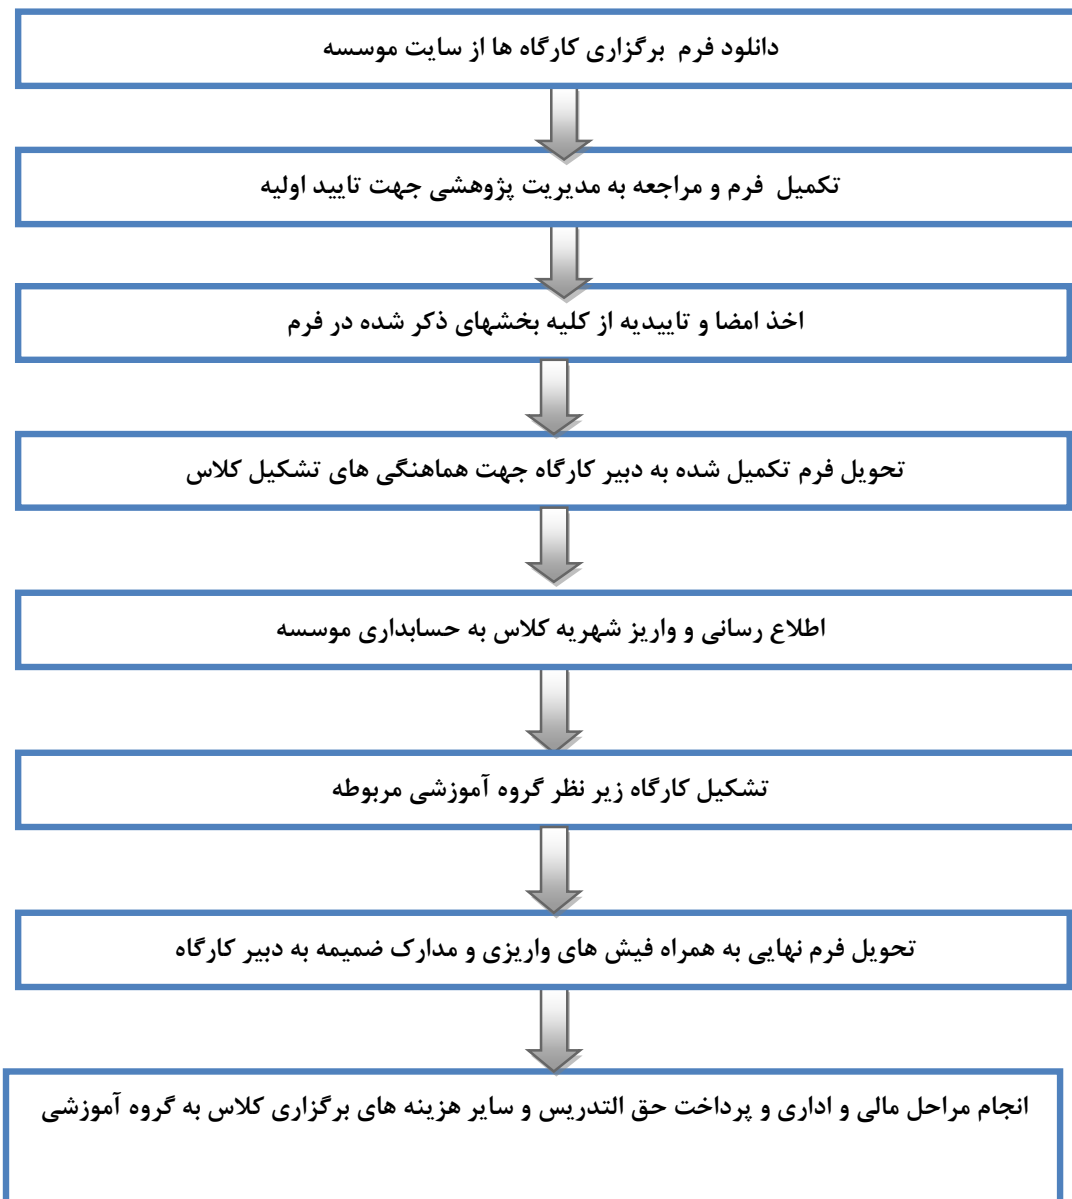 دانلود فرم برگزاری کارگاه ها از سایت موسسه
تکمیل فرم و مراجعه به مدیریت پژوهشی جهت تایید اولیه
اخذ امضا و تاییدیه از کلیه بخشهای ذکر شده در فرم
تحویل فرم تکمیل شده به دبیر کارگاه جهت هماهنگی های تشکیل کلاس
اطلاع رسانی و واریز شهریه کلاس به حسابداری موسسه
تشکیل کارگاه زیر نظر گروه آموزشی مربوطه
تحویل فرم نهایی به همراه فیش های واریزی و مدارک ضمیمه به دبیر کارگاه
انجام مراحل مالی و اداری و پرداخت حق التدریس و سایر هزینه های برگزاری کلاس به گروه آموزشی